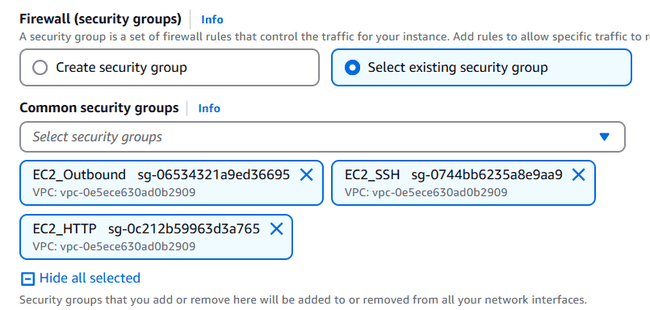 Firewall (security groups) Info
A security group is a set of firewall rules that control the traffic for your instance. Add rules to allow specific traffic to
Create security group
Select existing security group
Common security groups Info
Select security groups
EC2_Outbound sg-06534321a9ed36695
VPC: vpc-0e5ece630ad0b2909
EC2_SSH sg-0744bb6235a8e9aa9
VPC: vpc-0e5ece630ad0b2909
EC2_HTTP sg-0c212b59963d3a765
VPC: vpc-0e5ece630ad0b2909
Hide all selected
Security groups that you add or remove here will be added to or removed from all your network interfaces.